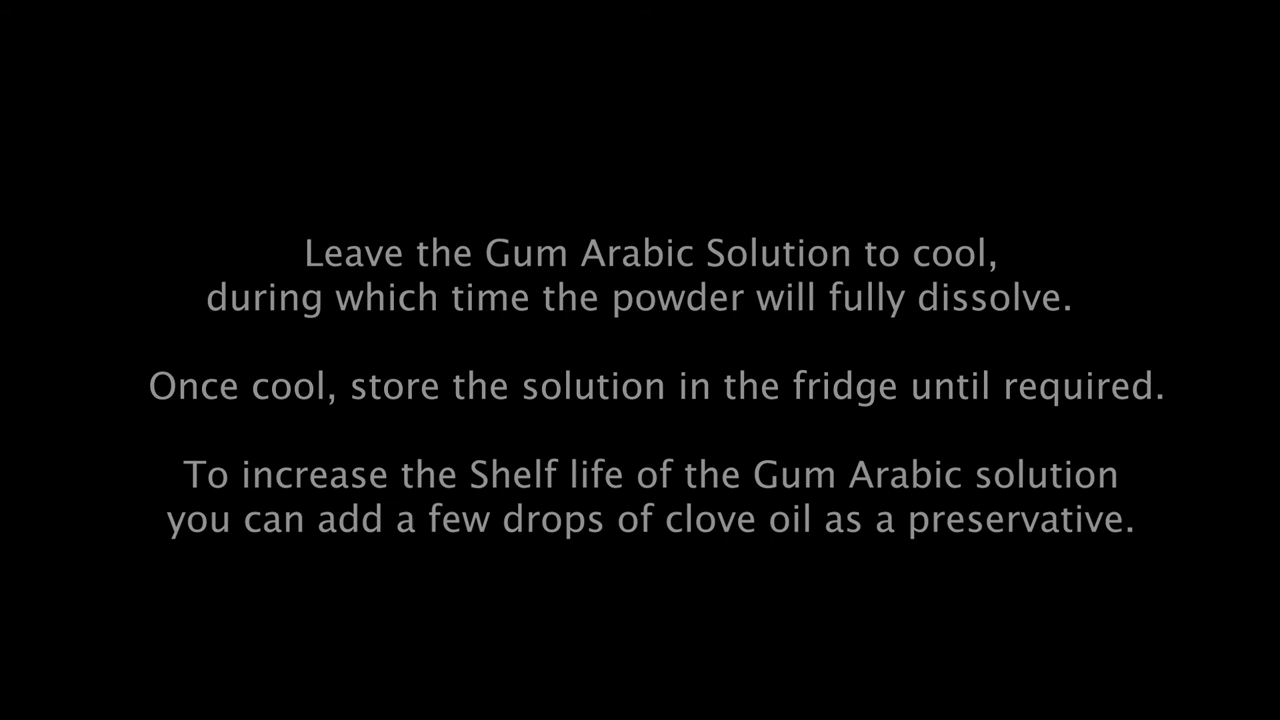 Leave the Gum Arabic Solution to cool,
during which time the powder will fully dissolve.
Once cool, store the solution in the fridge until required.
To increase the Shelf life of the Gum Arabic solution
you can add a few drops of clove oil as a preservative.